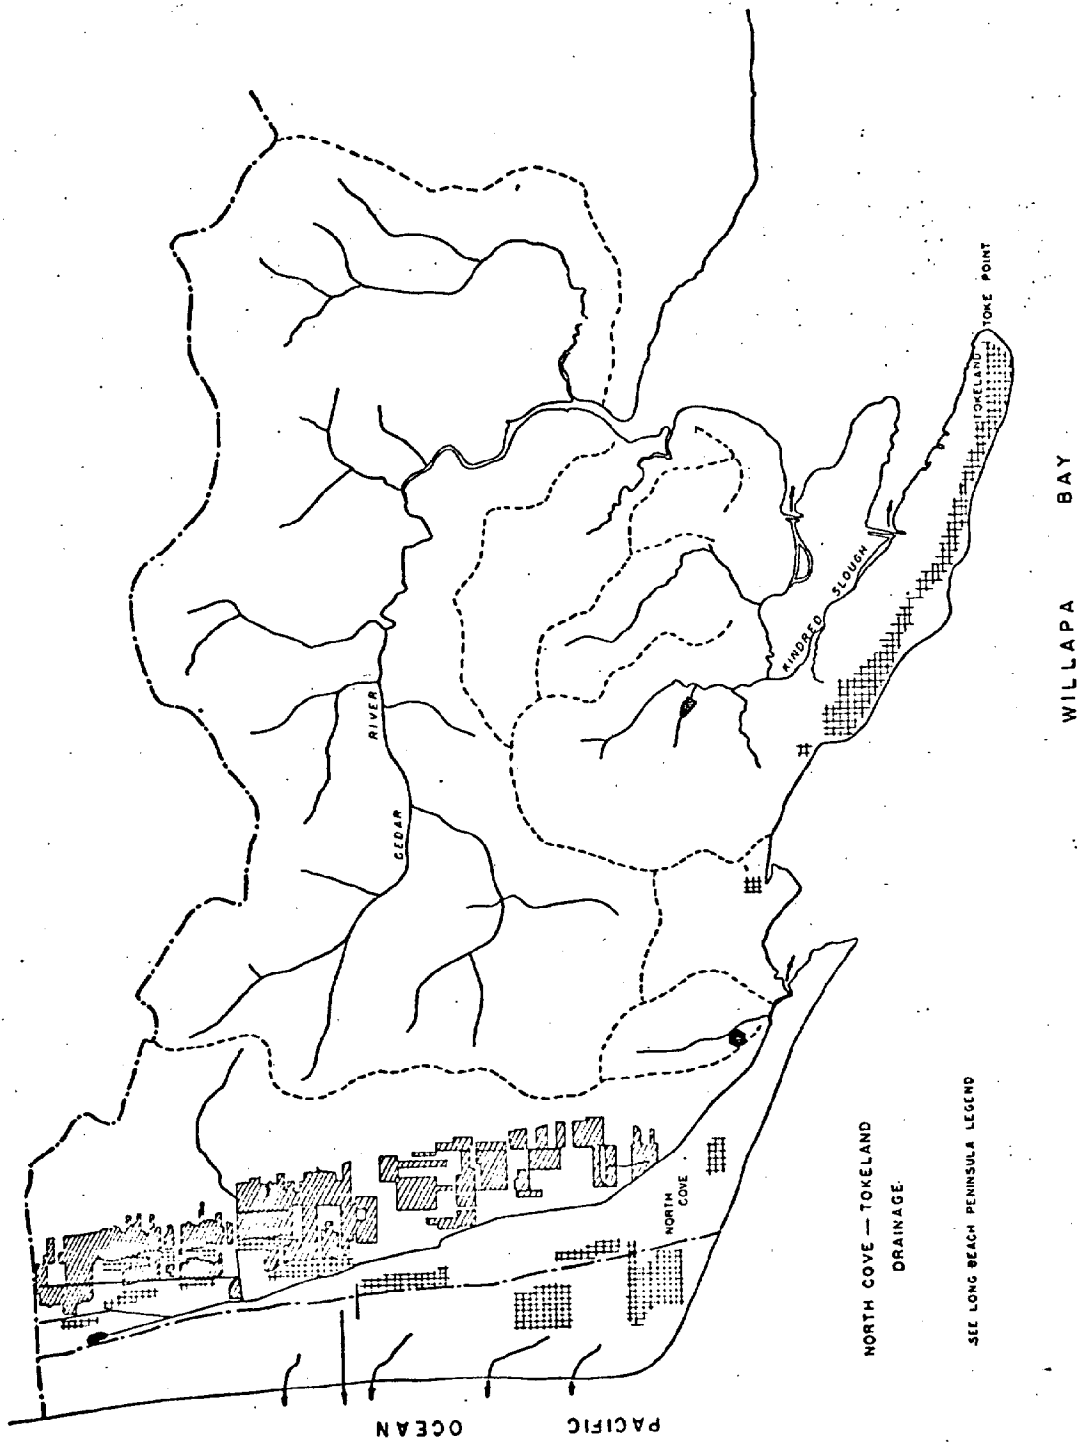 CEDAR
RIVER
KINDRED SLOUGH
TOKELAND
TOKE POINT
WILLAPA BAY
NORTH
COVE
PACIFIC
OCEAN
NORTH COVE — TOKELAND
DRAINAGE.
SEE LONG BEACH PENINSULA LEGEND